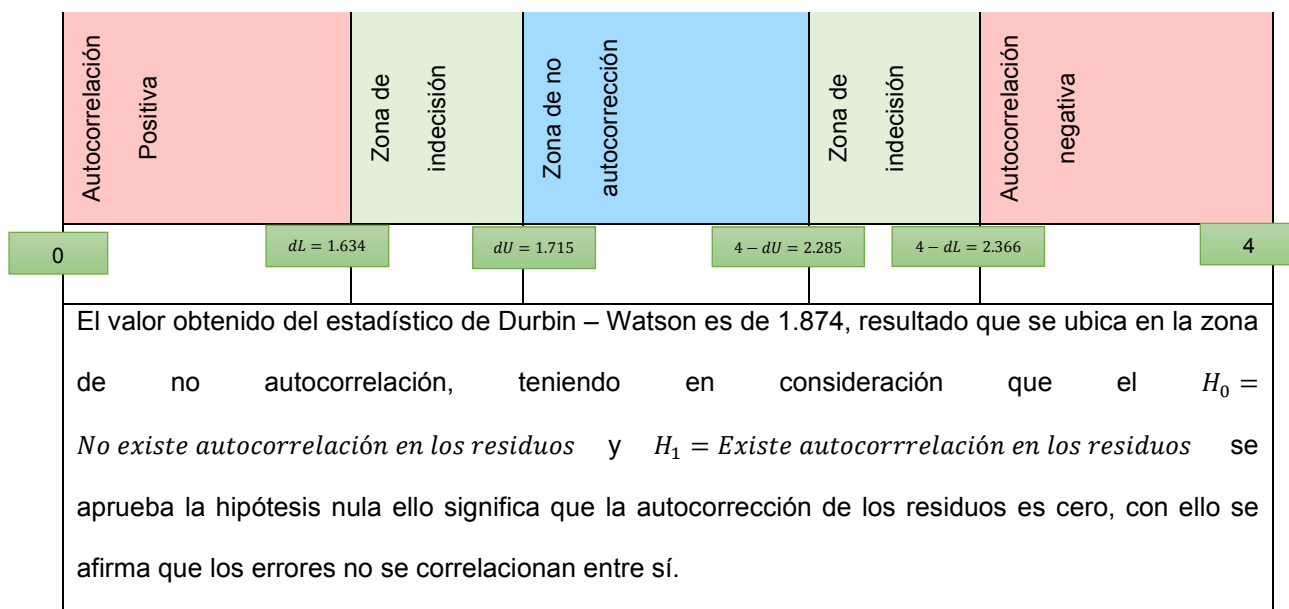 Autocorrelación
Positiva
Zona de
indecisión
Zona de no
autocorrección
Zona de
indecisión
Autocorrelación
negativa
0
dL = 1.634
dU = 1.715
4 − dU = 2.285
4 − dL = 2.366
4
El valor obtenido del estadístico de Durbin – Watson es de 1.874, resultado que se ubica en la zona
de no autocorrelación, teniendo en consideración que el H₀ =
No existe autocorrelación en los residuos y H₁ = Existe autocorrrelación en los residuos se
aprueba la hipótesis nula ello significa que la autocorrección de los residuos es cero, con ello se
afirma que los errores no se correlacionan entre sí.